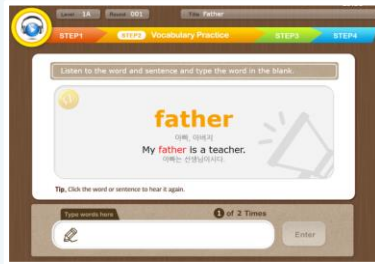 Level 1A Round 001 Title Father
STEP1 STEP2 Vocabulary Practice STEP3 STEP4
Listen to the word and sentence and type the word in the blank.
father
아빠, 아버지
My father is a teacher.
아빠는 선생님이시다.
Tip, Click the word or sentence to hear it again.
Type words here 1 of 2 Times
Enter